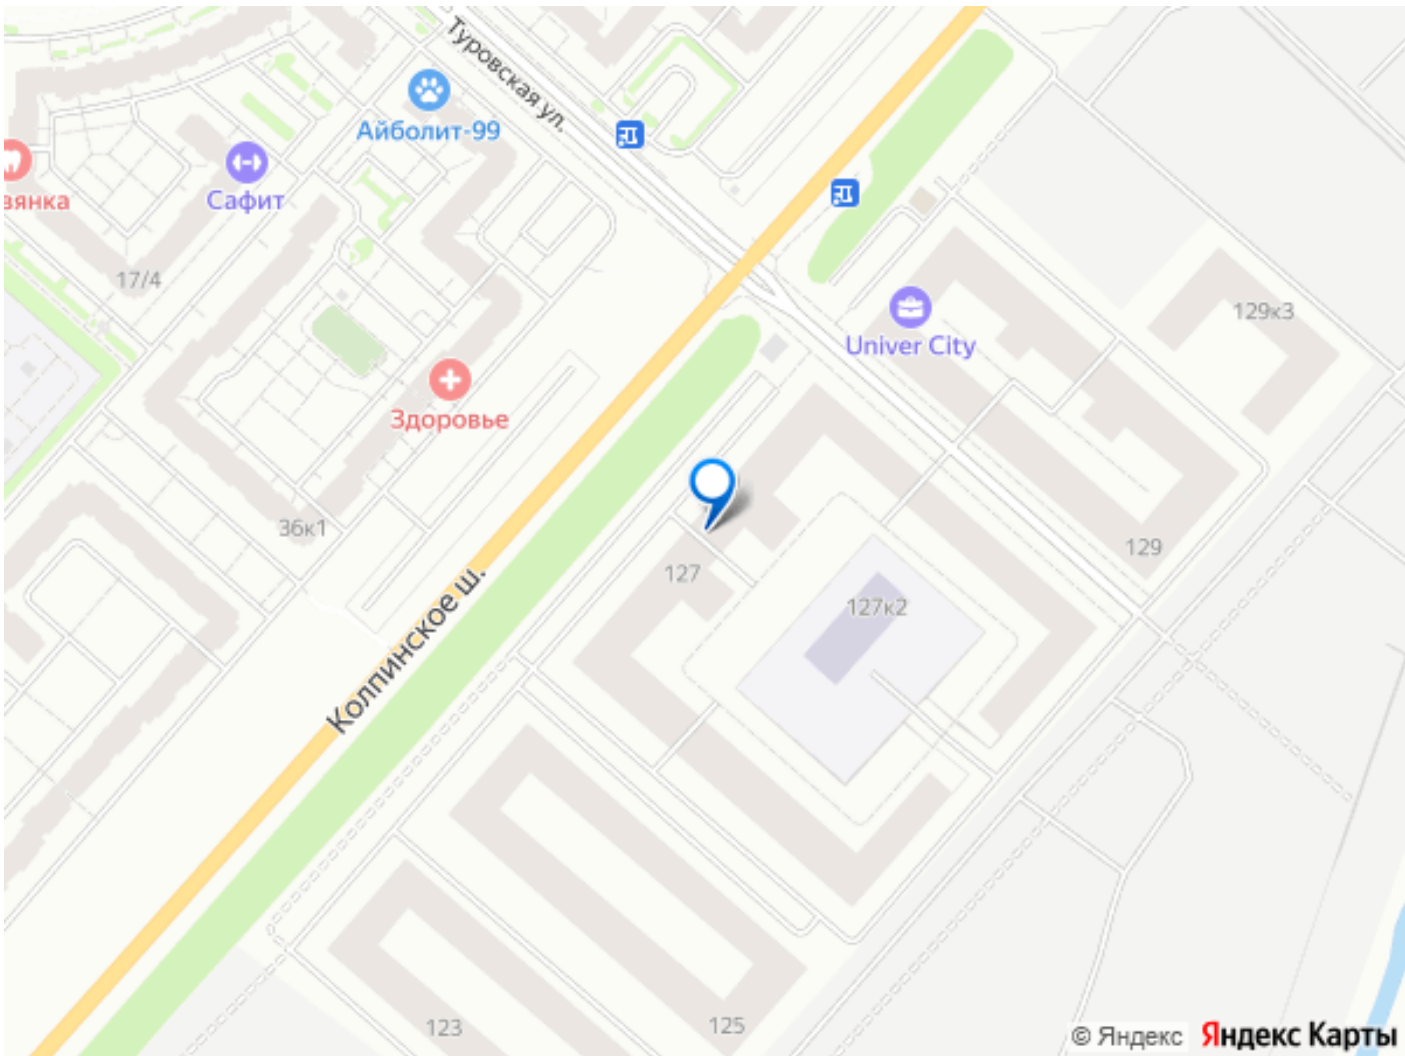 Туровская ул.
Айболит-99
Сафит
вянка
17/4
129к3
Univer City
Здоровье
36к1
129
127
127к2
Колпинское ш.
123
125
© Яндекс Яндекс Карты